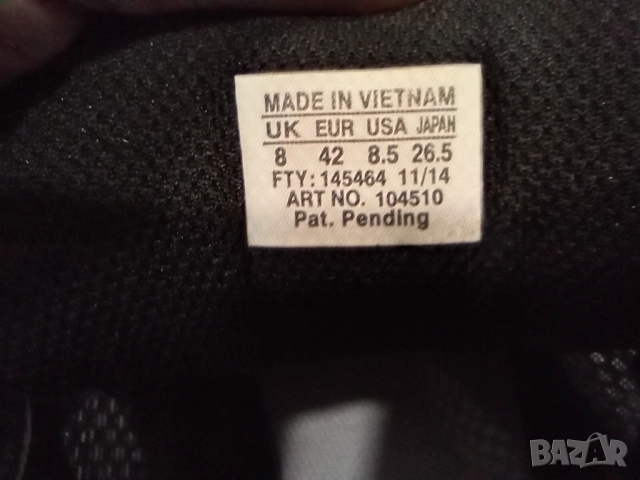 MADE IN VIETNAM
UK EUR USA JAPAN
8 42 8.5 26.5
FTY: 145464 11/14
ART NO. 104510
Pat. Pending
BAZAR